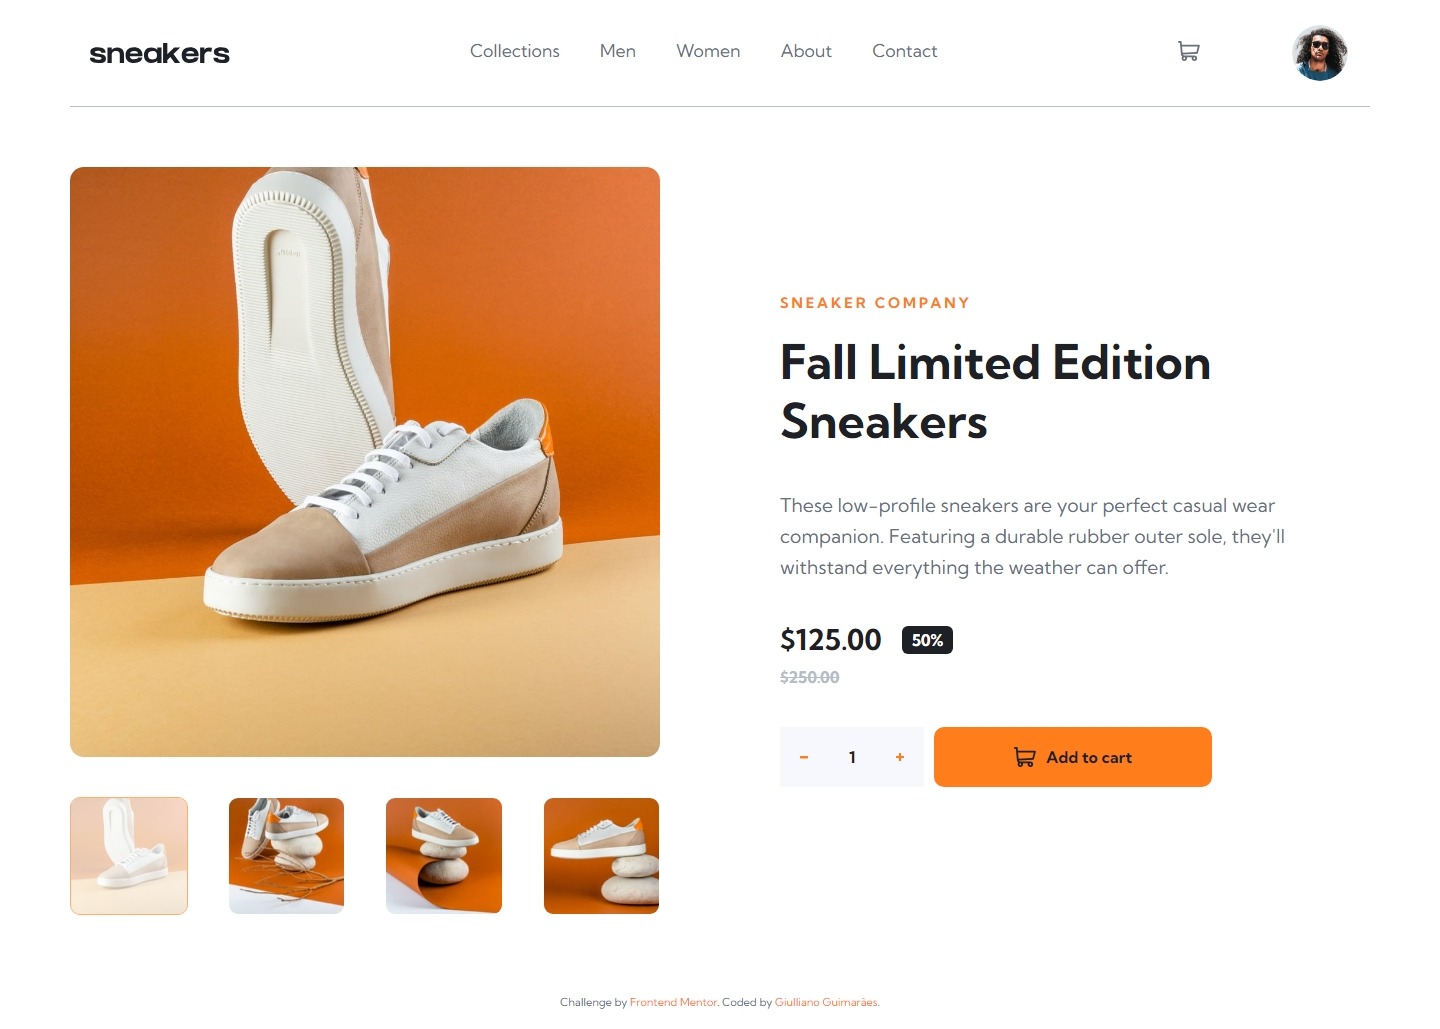 sneakers
Collections Men Women About Contact
SNEAKER COMPANY
Fall Limited Edition
Sneakers
These low-profile sneakers are your perfect casual wear
companion. Featuring a durable rubber outer sole, they'll
withstand everything the weather can offer.
$125.00 50%
$250.00
- 1 + Add to cart
Challenge by Frontend Mentor. Coded by Giulliano Guimarães.